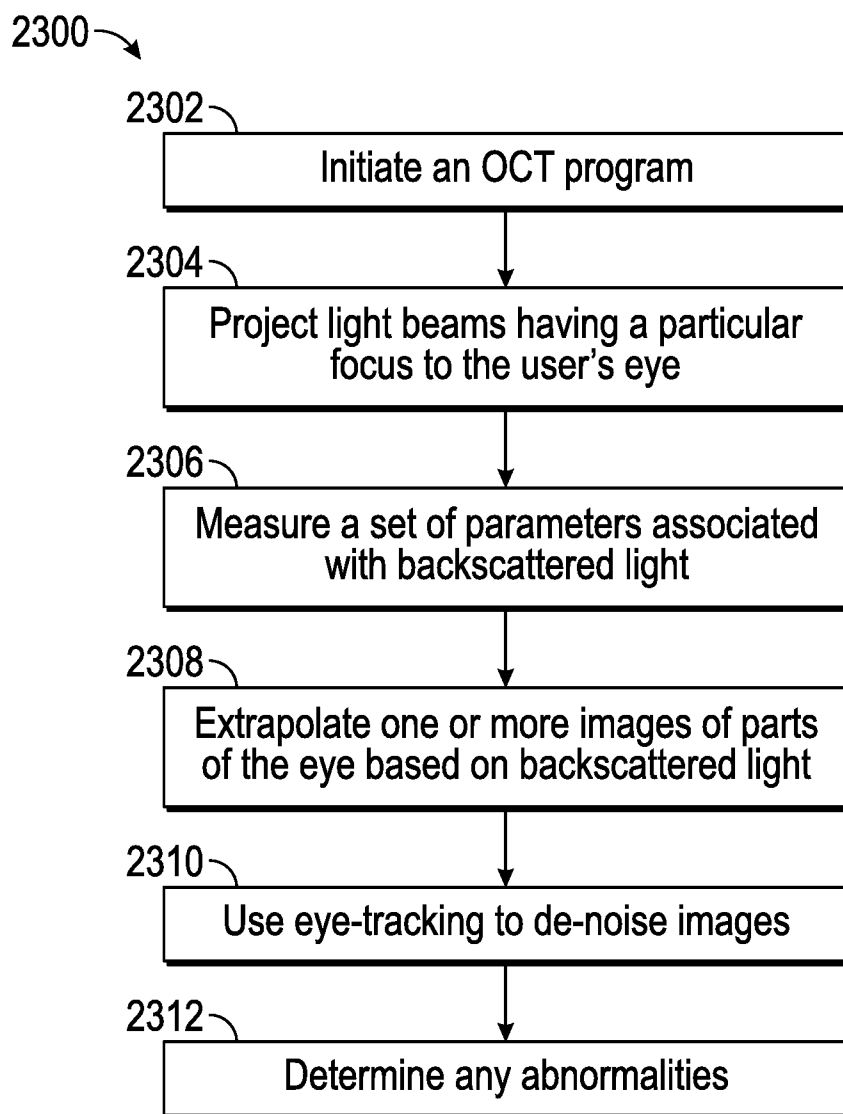 2300
2302
Initiate an OCT program
2304
Project light beams having a particular
focus to the user's eye
2306
Measure a set of parameters associated
with backscattered light
2308
Extrapolate one or more images of parts
of the eye based on backscattered light
2310
Use eye-tracking to de-noise images
2312
Determine any abnormalities